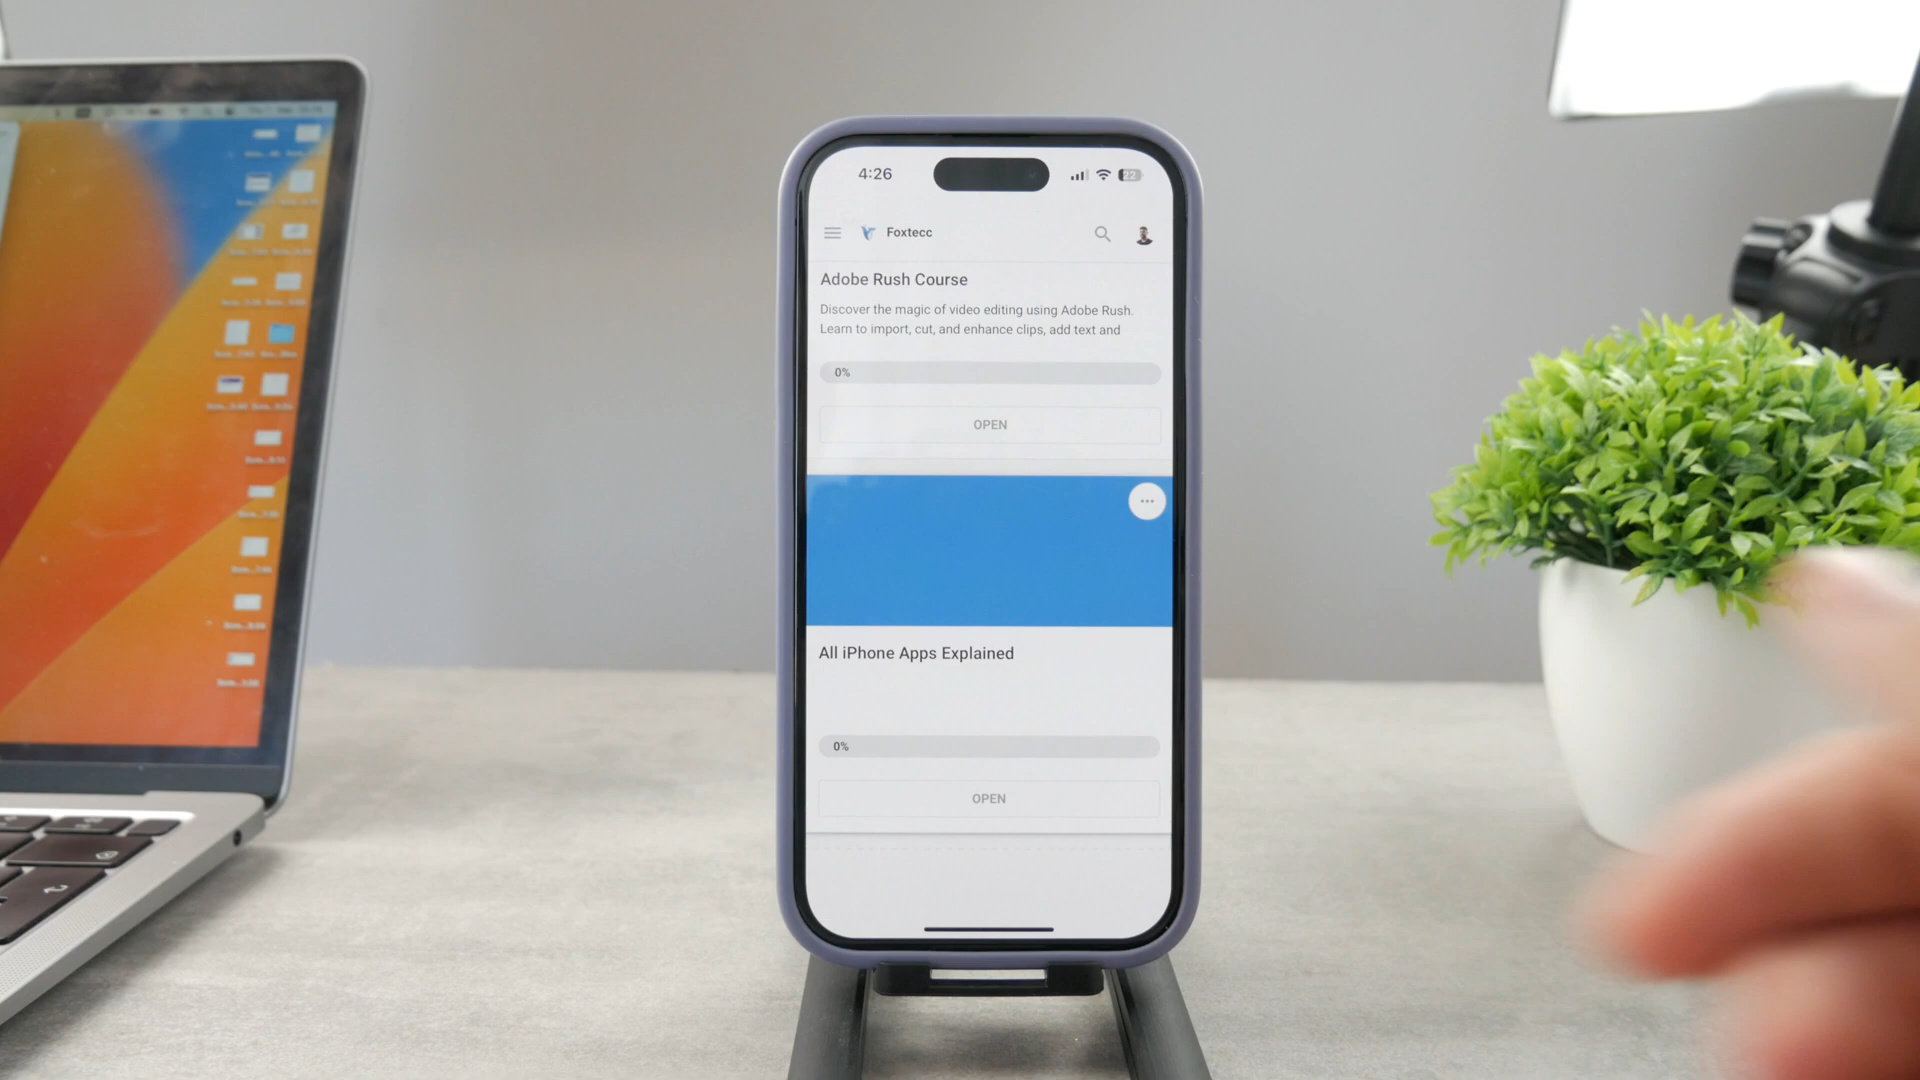 4:26
22
Foxtecc
Adobe Rush Course
Discover the magic of video editing using Adobe Rush.
Learn to import, cut, and enhance clips, add text and
0%
OPEN
All iPhone Apps Explained
0%
OPEN